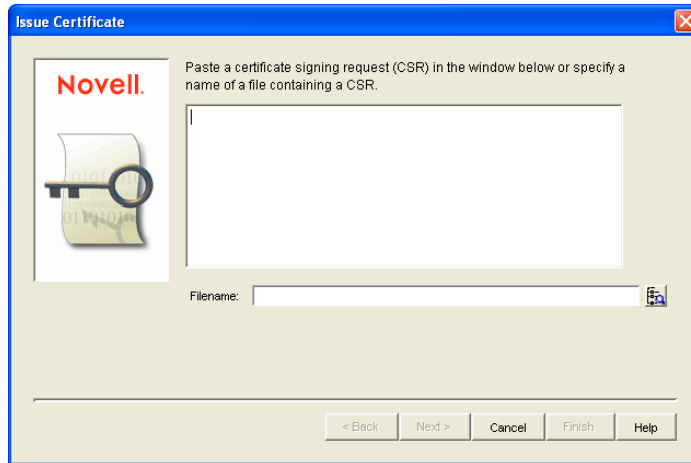 Issue Certificate
Novell.
Paste a certificate signing request (CSR) in the window below or specify a
name of a file containing a CSR.
Filename:
< Back
Next >
Cancel
Finish
Help